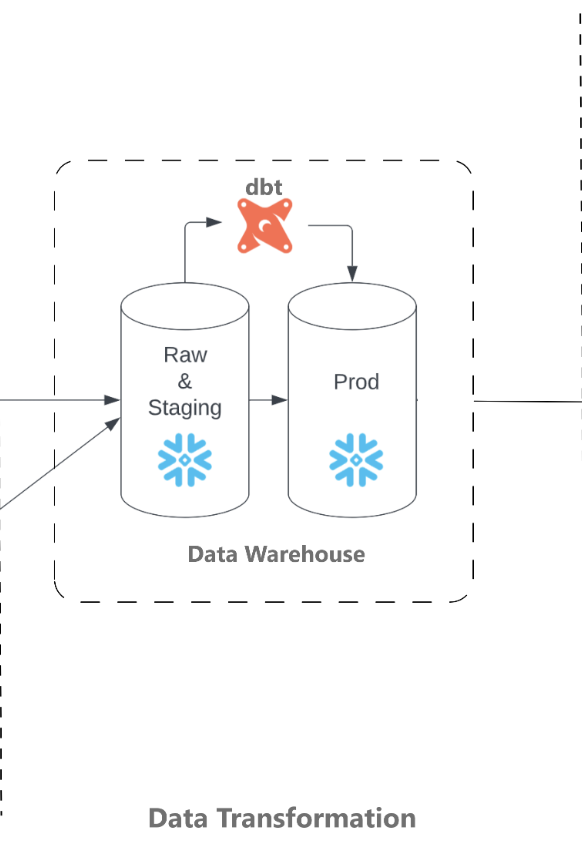 dbt
Raw
&
Staging
Prod
Data Warehouse
Data Transformation